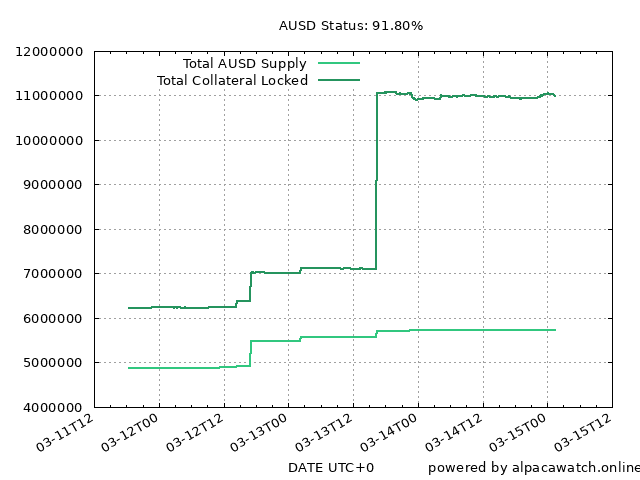 AUSD Status: 91.80%
12000000
11000000
10000000
9000000
8000000
7000000
6000000
5000000
4000000
Total AUSD Supply
Total Collateral Locked
03-11T12
03-12T00
03-12T12
03-13T00
03-13T12
03-14T00
03-14T12
03-15T00
03-15T12
DATE UTC+0
powered by alpacawatch.online